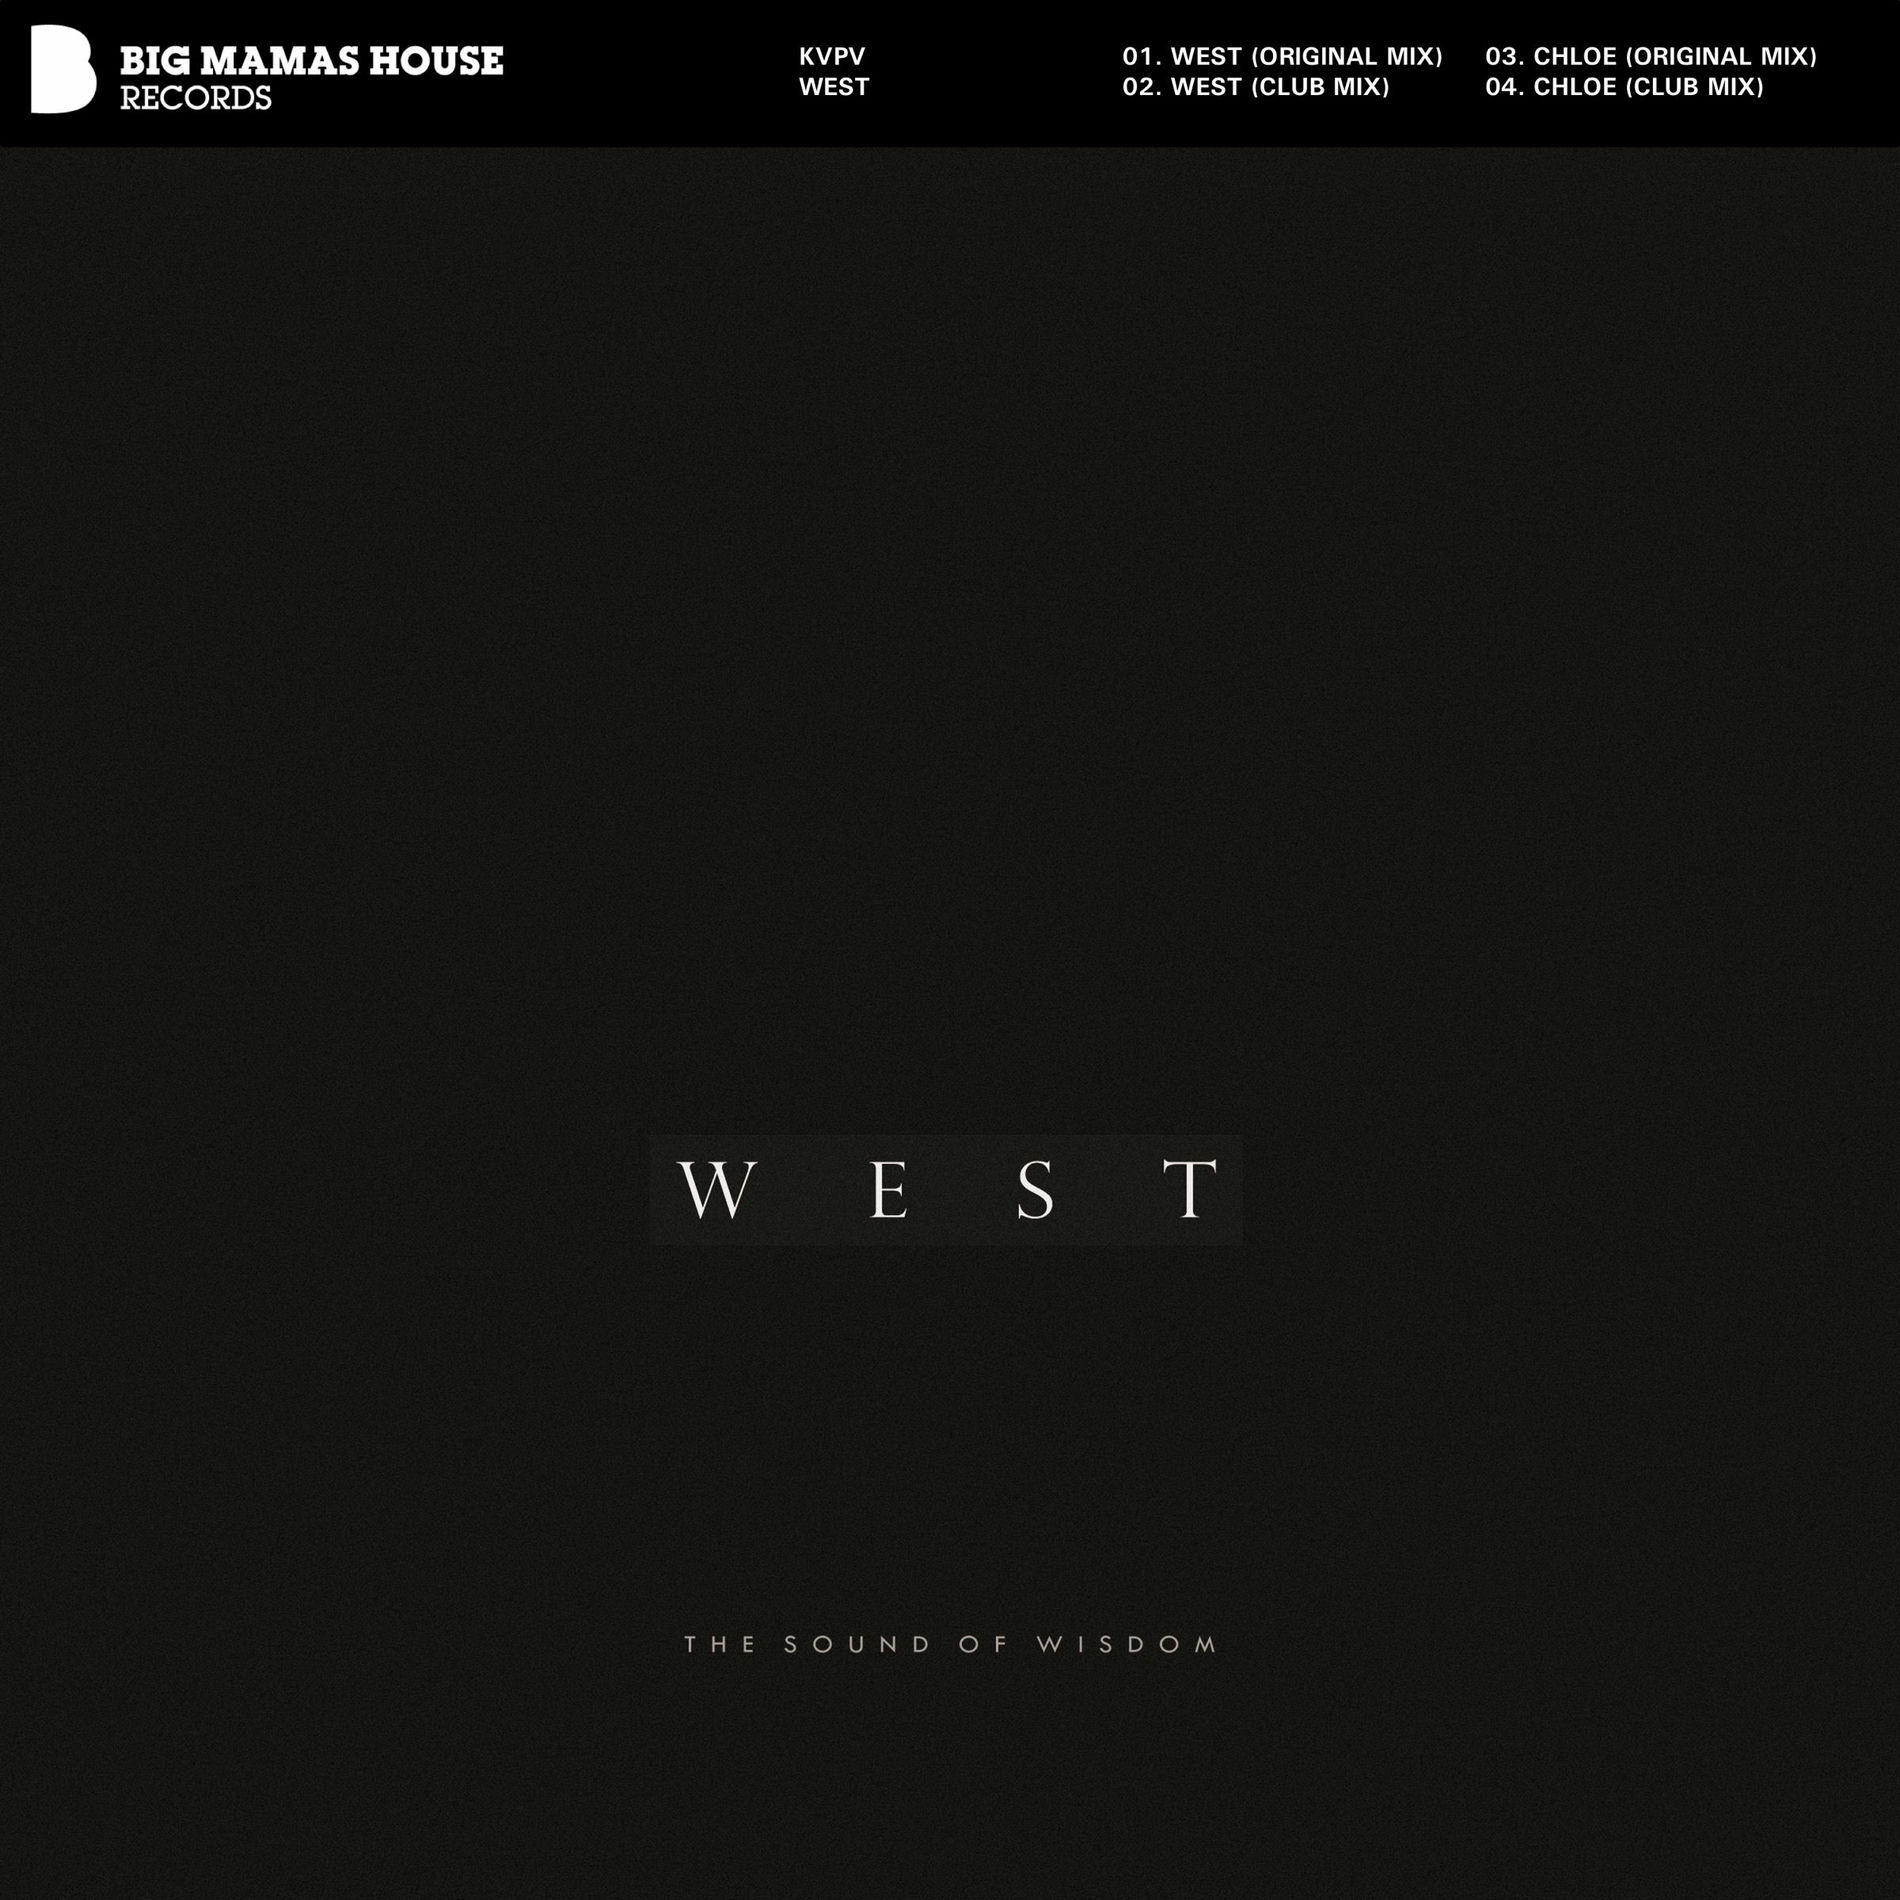 BIG MAMAS HOUSE
RECORDS
KVPV
WEST
01. WEST (ORIGINAL MIX)
02. WEST (CLUB MIX)
03. CHLOE (ORIGINAL MIX)
04. CHLOE (CLUB MIX)
WEST
THE SOUND OF WISDOM